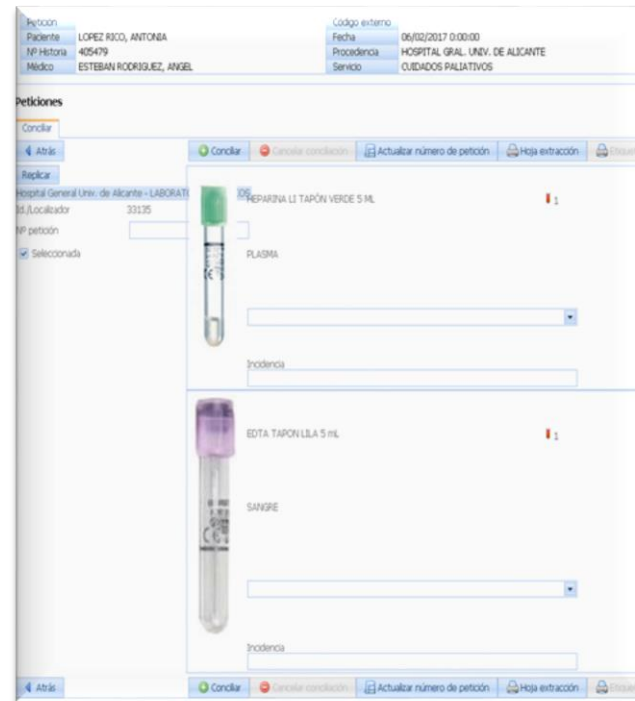 Petición Código externo
Paciente LOPEZ RICO, ANTONIA Fecha 06/02/2017 0:00:00
Nº Historia 405479 Procedencia HOSPITAL GRAL. UNIV. DE ALICANTE
Médico ESTEBAN RODRIGUEZ, ANGEL Servicio CUIDADOS PALIATIVOS
Peticiones
Conciliar
Atrás Conciliar Cancelar conciliación Actualizar número de petición Hoja extracción
Replicar
Hospital General Univ. de Alicante - LABORAT
Id./Localizador 33135
HEPARINA LI TAPÓN VERDE 5 ML 1
Nº petición
Seleccionada
PLASMA
Incidencia
EDTA TAPON LILA 5 mL 1
SANGRE
Incidencia
Atrás Conciliar Cancelar conciliación Actualizar número de petición Hoja extracción